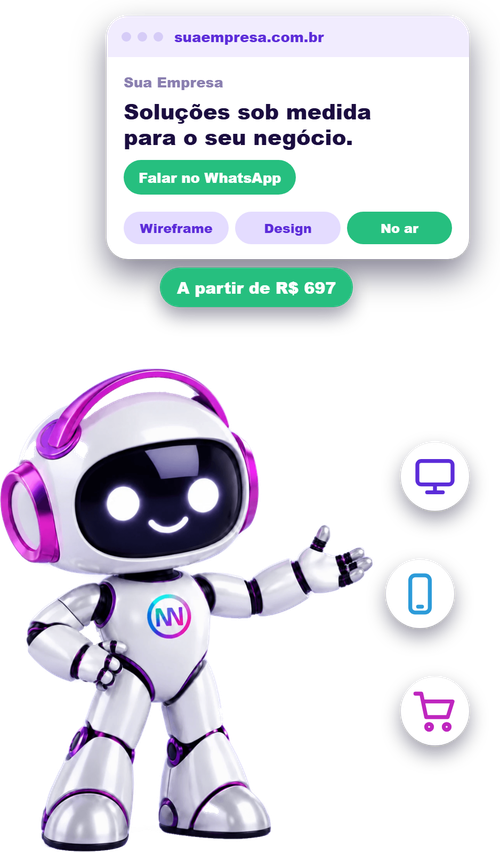 suaempresa.com.br
Sua Empresa
Soluções sob medida
para o seu negócio.
Falar no WhatsApp
Wireframe
Design
No ar
A partir de R$ 697